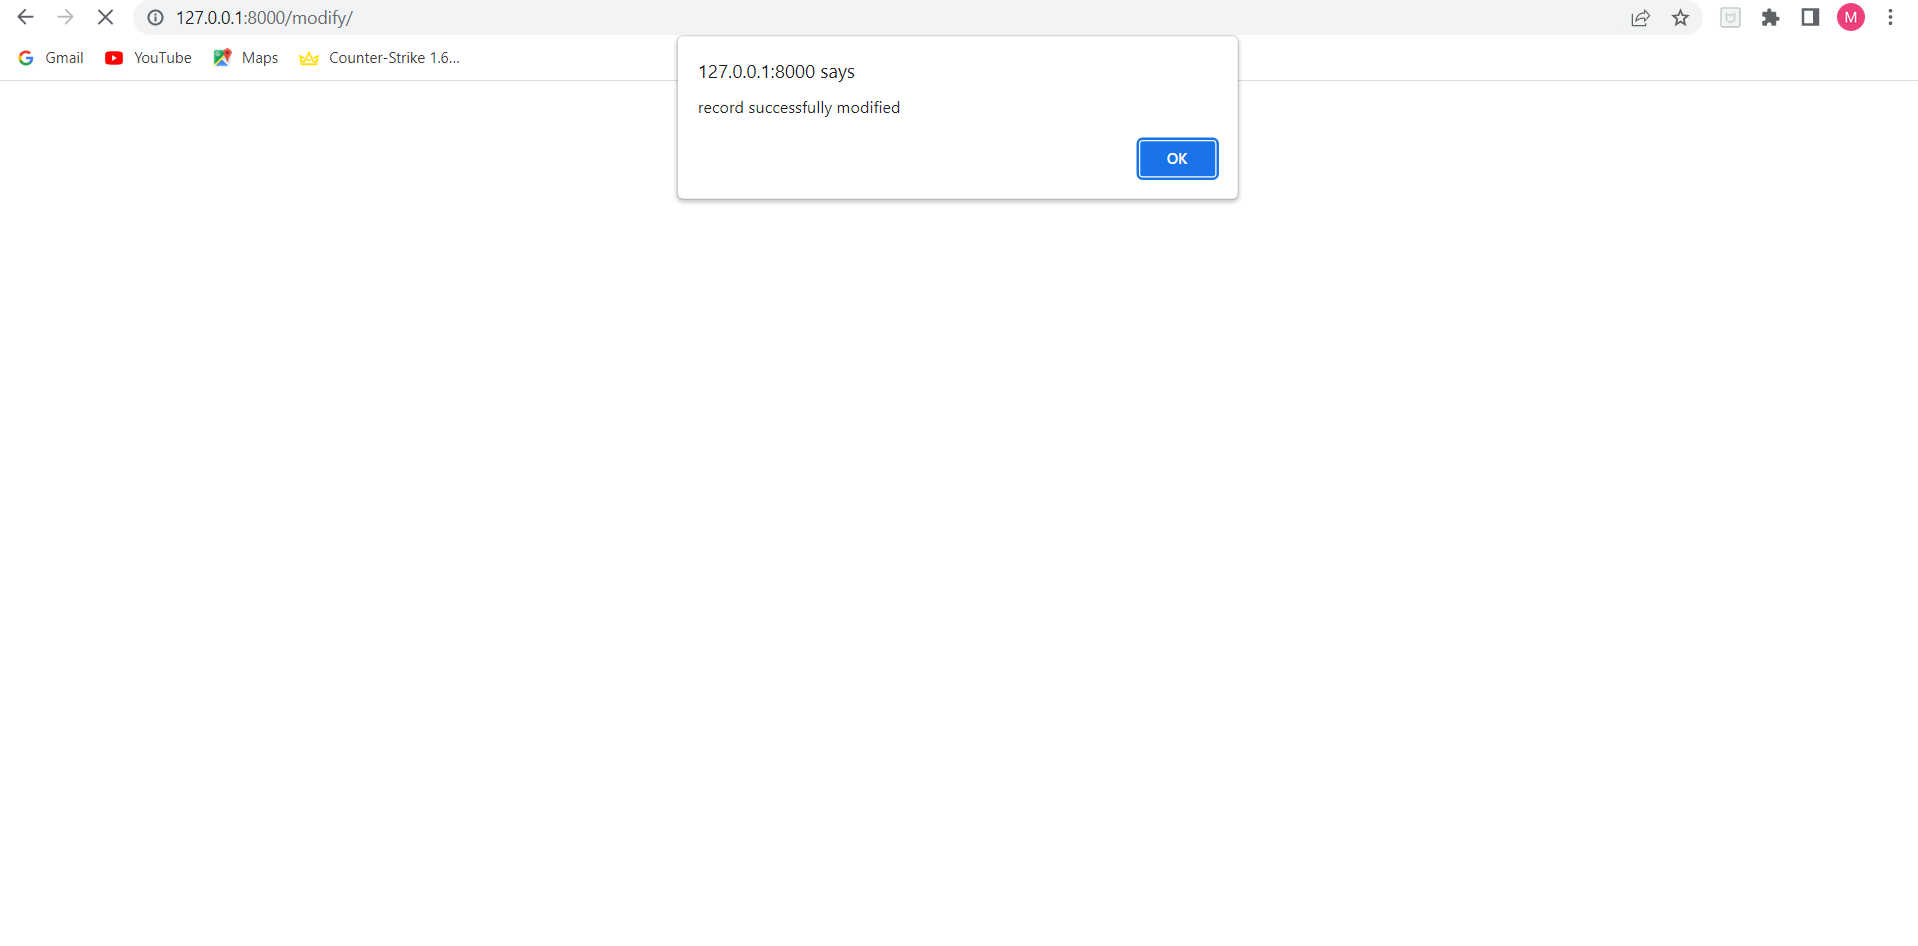 127.0.0.1:8000/modify/
M
Gmail YouTube Maps Counter-Strike 1.6...
127.0.0.1:8000 says
record successfully modified
OK